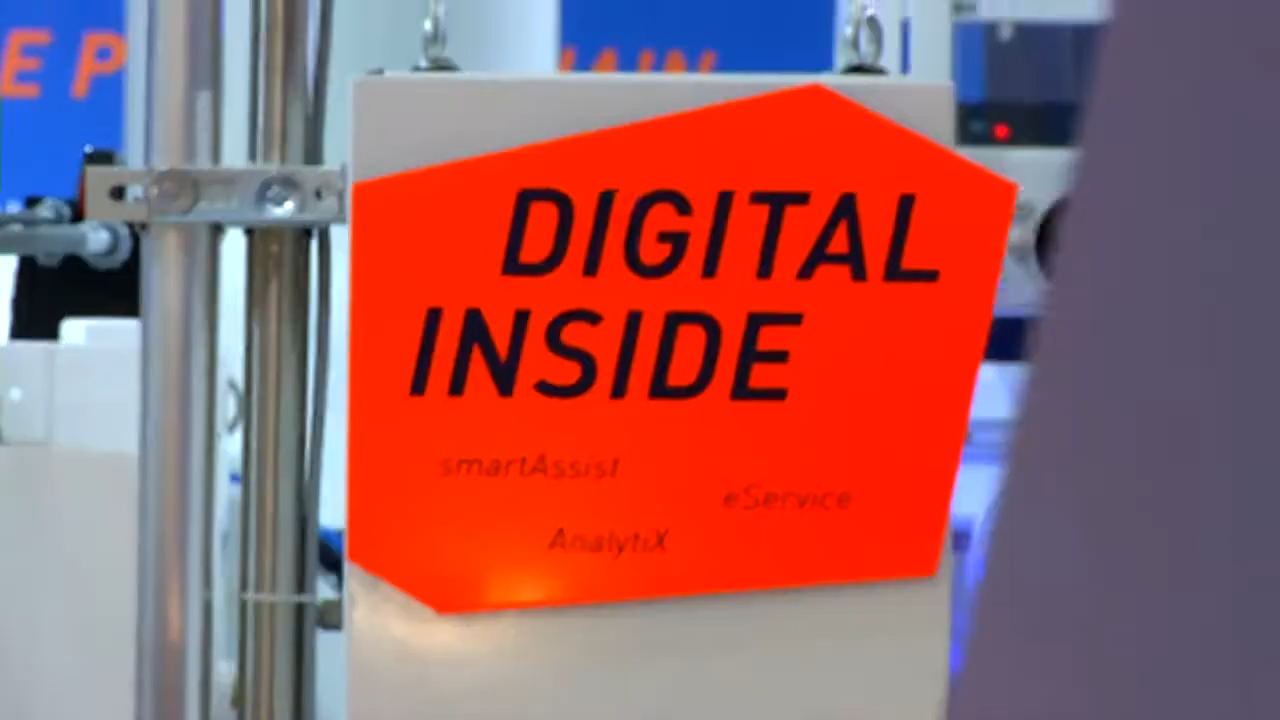 E P
DIGITAL
INSIDE
smartAssist
eService
AnalytiX